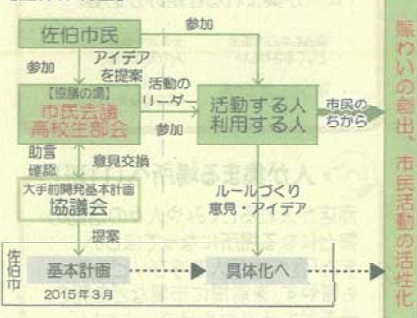 参加
佐伯市民
アイデア
を提案
参加
活動の
リーダー
【協議の場】
市民会議
高校生部会
参加
活動する人
利用する人
市民の
ちから
助言
確認
意見交換
大手前開発基本計画
協議会
ルールづくり
意見・アイデア
提案
佐伯市
基本計画
具体化へ
2015年3月
賑わいの創出、市民活動の活性化